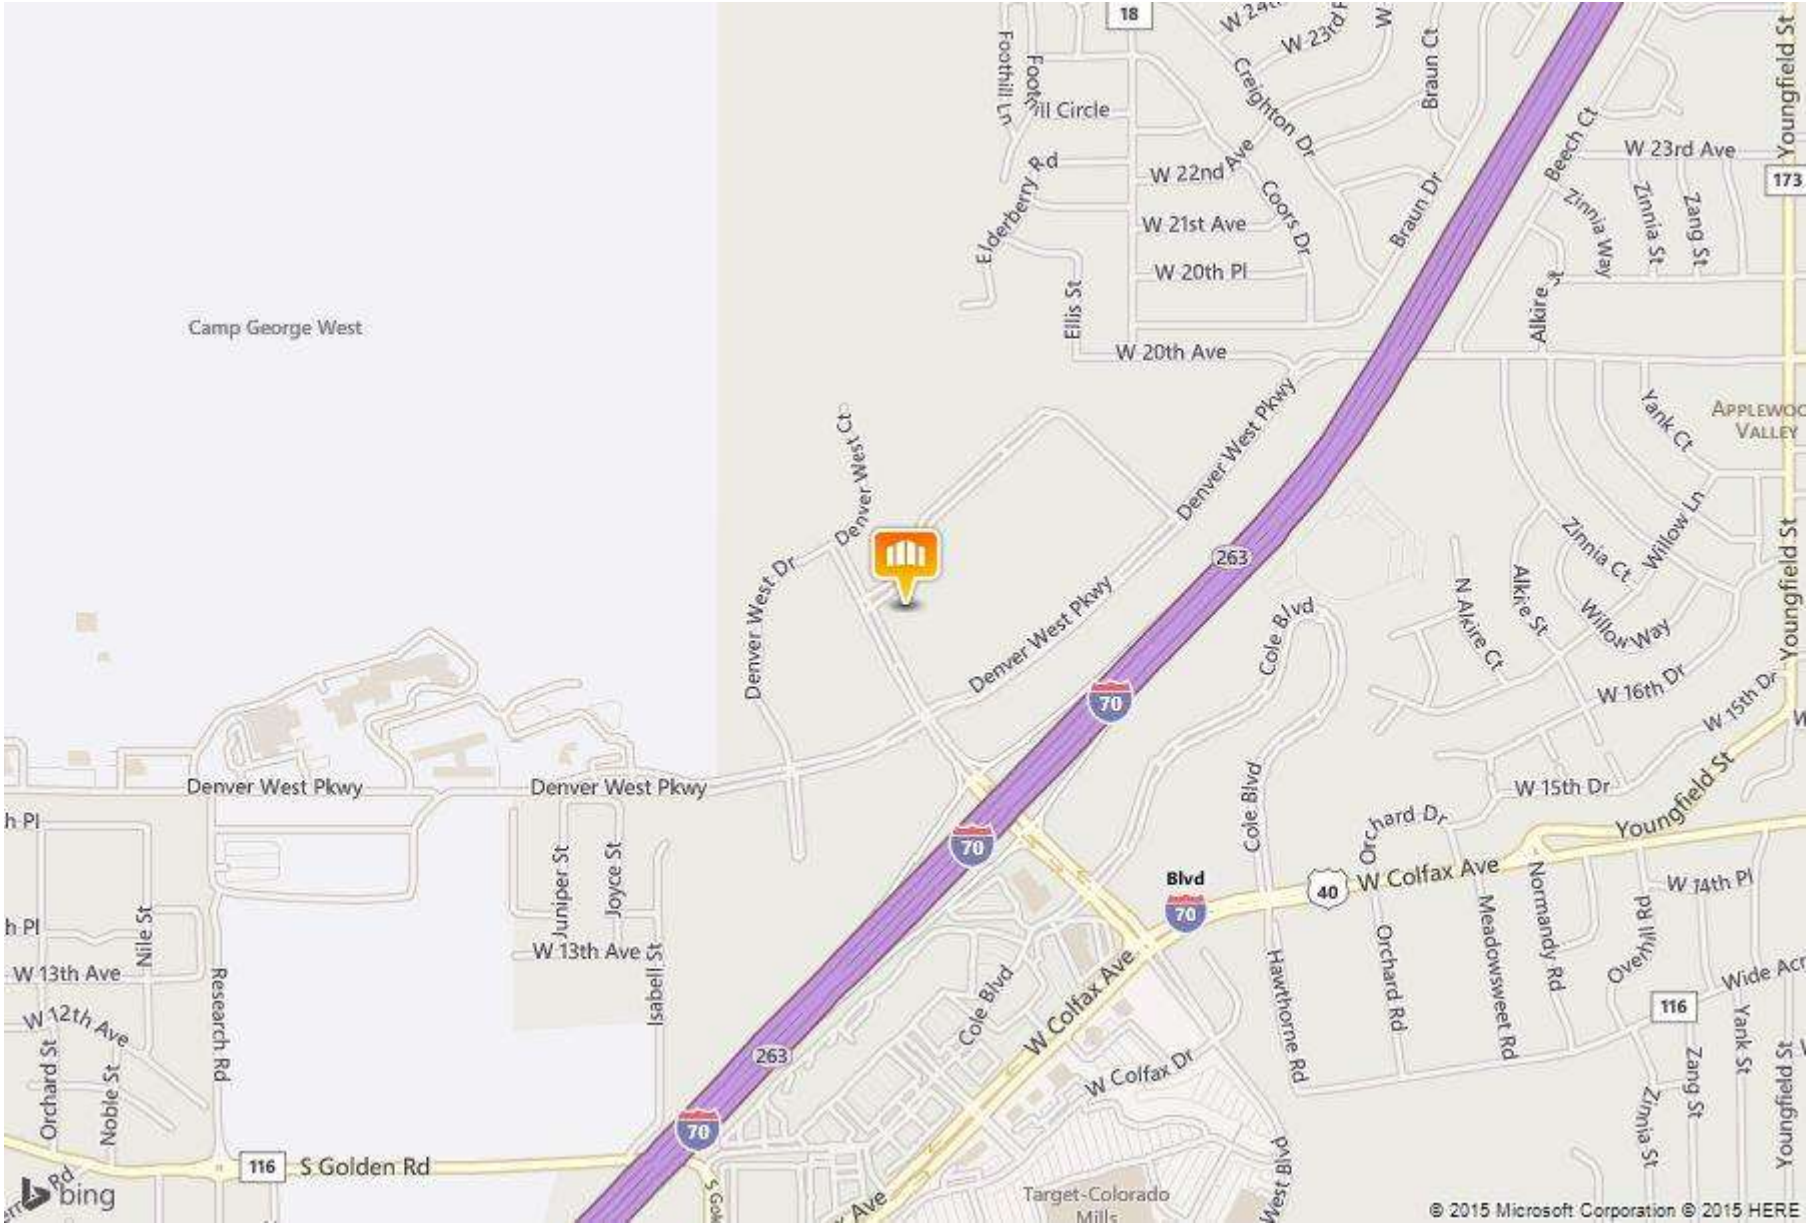 18
W 24th
W 23rd
W
Foothill Ln
Foothill Circle
Creighton Dr
Braun Ct
Youngfield St
Beech Ct
W 23rd Ave
173
Elderberry Rd
W 22nd Ave
Coors Dr
Braun Dr
Zinnia Way
Zinnia St
Zang St
W 21st Ave
W 20th Pl
Ellis St
Alkire St
Camp George West
W 20th Ave
Denver West Pkwy
Yank Ct
APPLEWOO
VALLEY
Denver West Ct
Denver West Dr
263
Zinnia Ct
Willow Ln
Youngfield St
N Alkire Ct
Alkire St
Willow Way
Cole Blvd
Denver West Pkwy
W 16th Dr
W 15th Dr
W
70
Denver West Pkwy
Denver West Pkwy
Cole Blvd
W 15th Dr
Youngfield St
h Pl
Orchard Dr
70
Juniper St
Joyce St
Blvd
70
40
W Colfax Ave
W 14th Pl
h Pl
Nile St
W 13th Ave
W 13th Ave
Isabell St
Research Rd
Cole Blvd
W Colfax Ave
Hawthorne Rd
Orchard Rd
Meadowsweet Rd
Normandy Rd
Overhill Rd
Wide Acr
116
W 12th Ave
Orchard St
Noble St
263
W Colfax Dr
Yank St
Zang St
Zinnia St
Youngfield St
70
116
S Golden Rd
S Gol
Rd
bing
Ave
Target-Colorado
Mills
West Blvd
© 2015 Microsoft Corporation © 2015 HERE